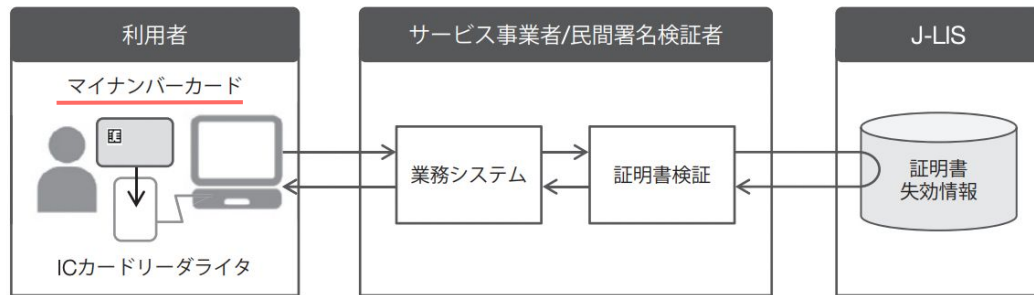 利用者
マイナンバーカード
ICカードリーダライタ
サービス事業者/民間署名検証者
業務システム
証明書検証
J-LIS
証明書
失効情報